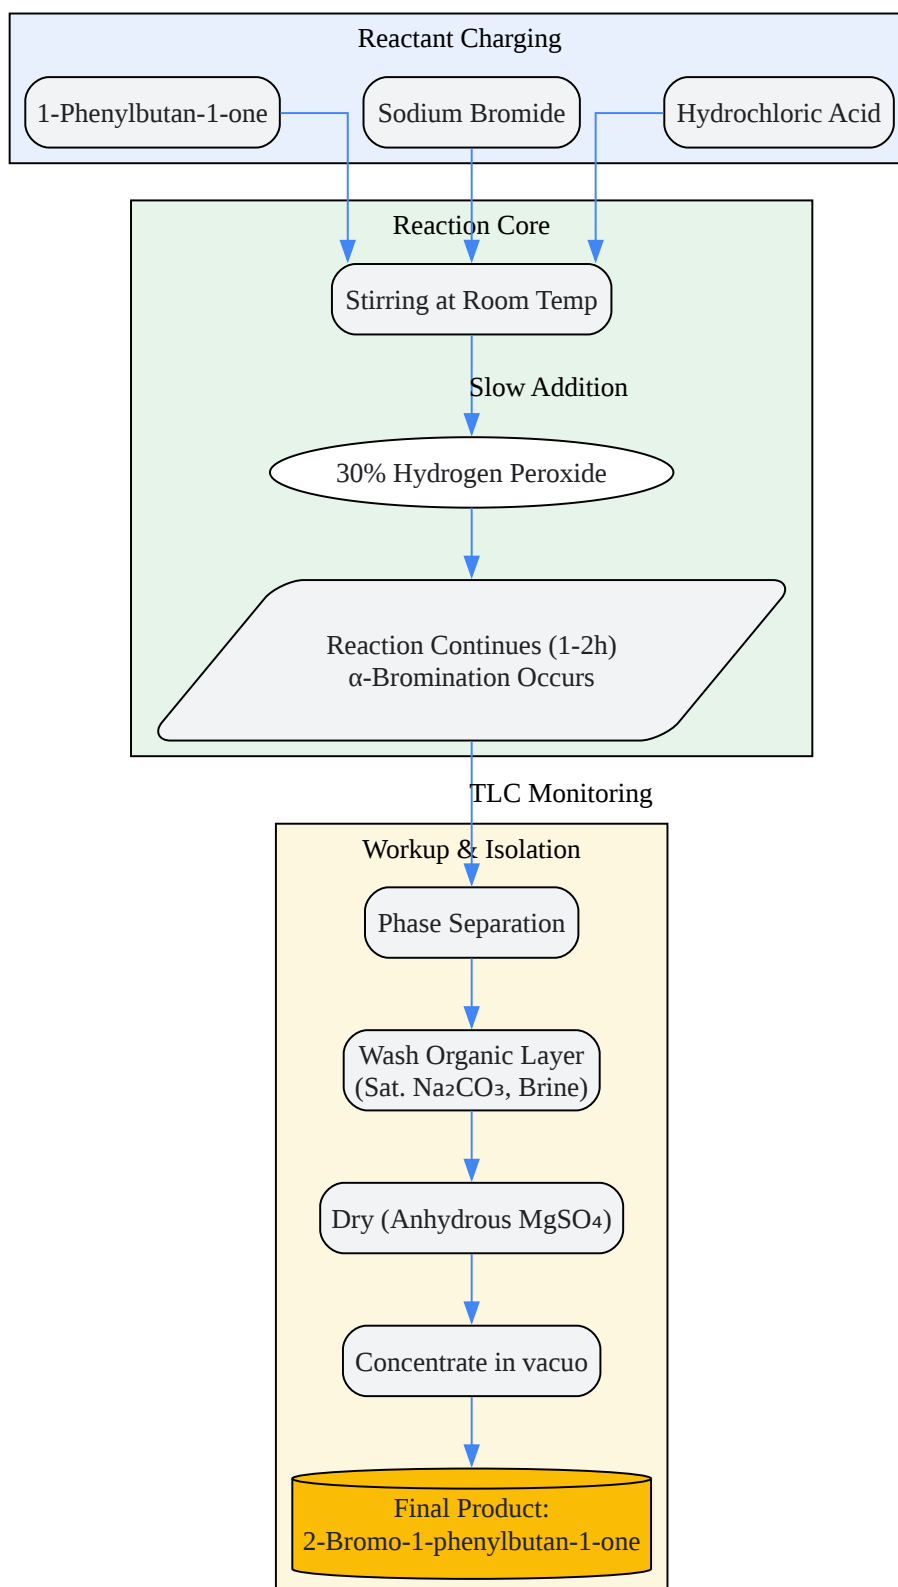 Reactant Charging
1-Phenylbutan-1-one
Sodium Bromide
Hydrochloric Acid
Reaction Core
Stirring at Room Temp
Slow Addition
30% Hydrogen Peroxide
Reaction Continues (1-2h)
α-Bromination Occurs
TLC Monitoring
Workup & Isolation
Phase Separation
Wash Organic Layer
(Sat. Na₂CO₃, Brine)
Dry (Anhydrous MgSO₄)
Concentrate in vacuo
Final Product:
2-Bromo-1-phenylbutan-1-one